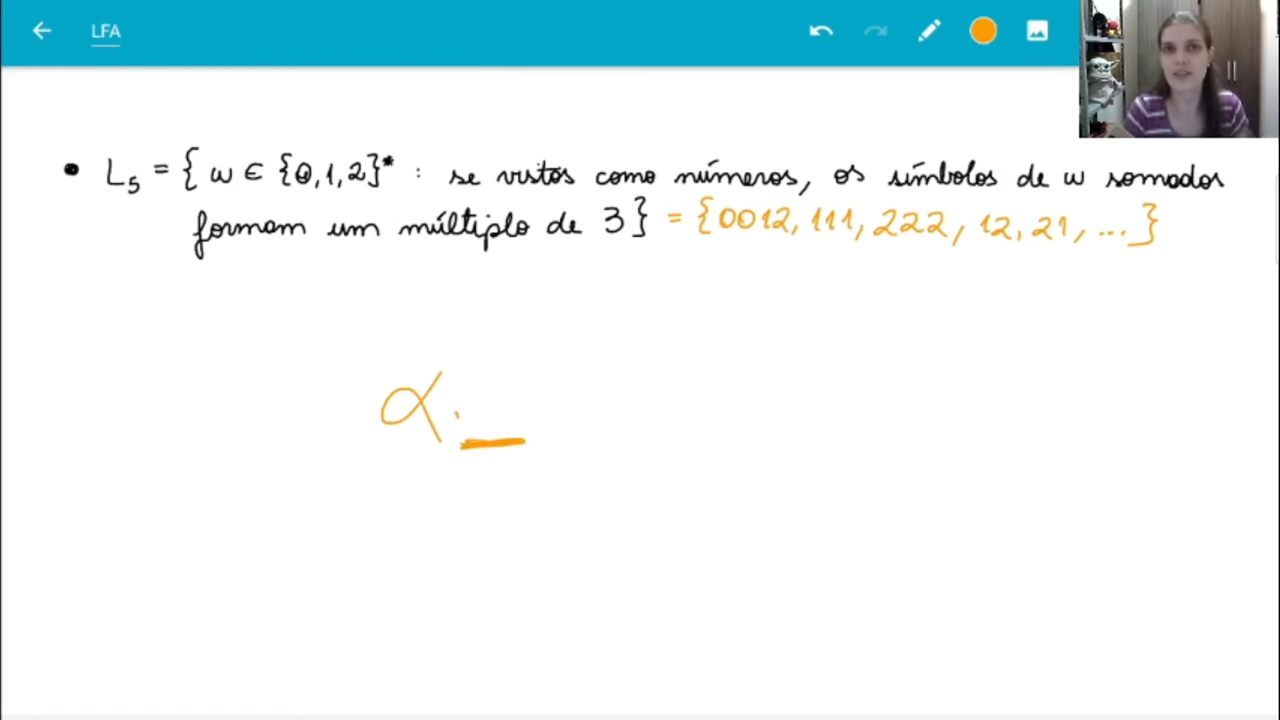 LFA
• L₅ = { w ∈ {0,1,2}* : se vistos como números, os símbolos de w somados
formam um múltiplo de 3} = {0012, 111, 222, 12, 21, ...}
α·